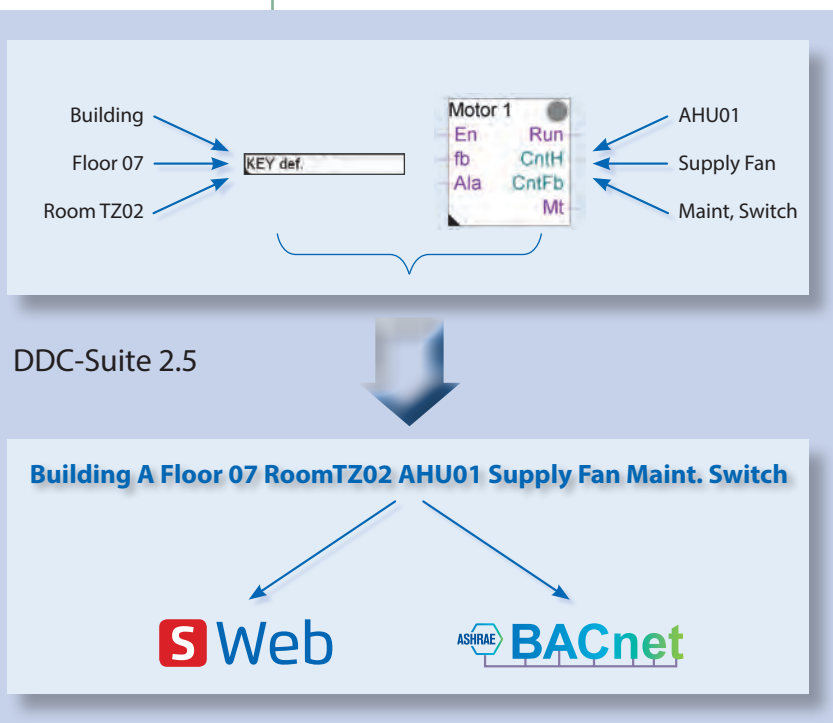 Building
Floor 07
Room TZ02
KEY def.
Motor 1
En Run
fb CntH
Ala CntFb
Mt
AHU01
Supply Fan
Maint, Switch
DDC-Suite 2.5
Building A Floor 07 RoomTZ02 AHU01 Supply Fan Maint. Switch
S Web
ASHRAE BACnet